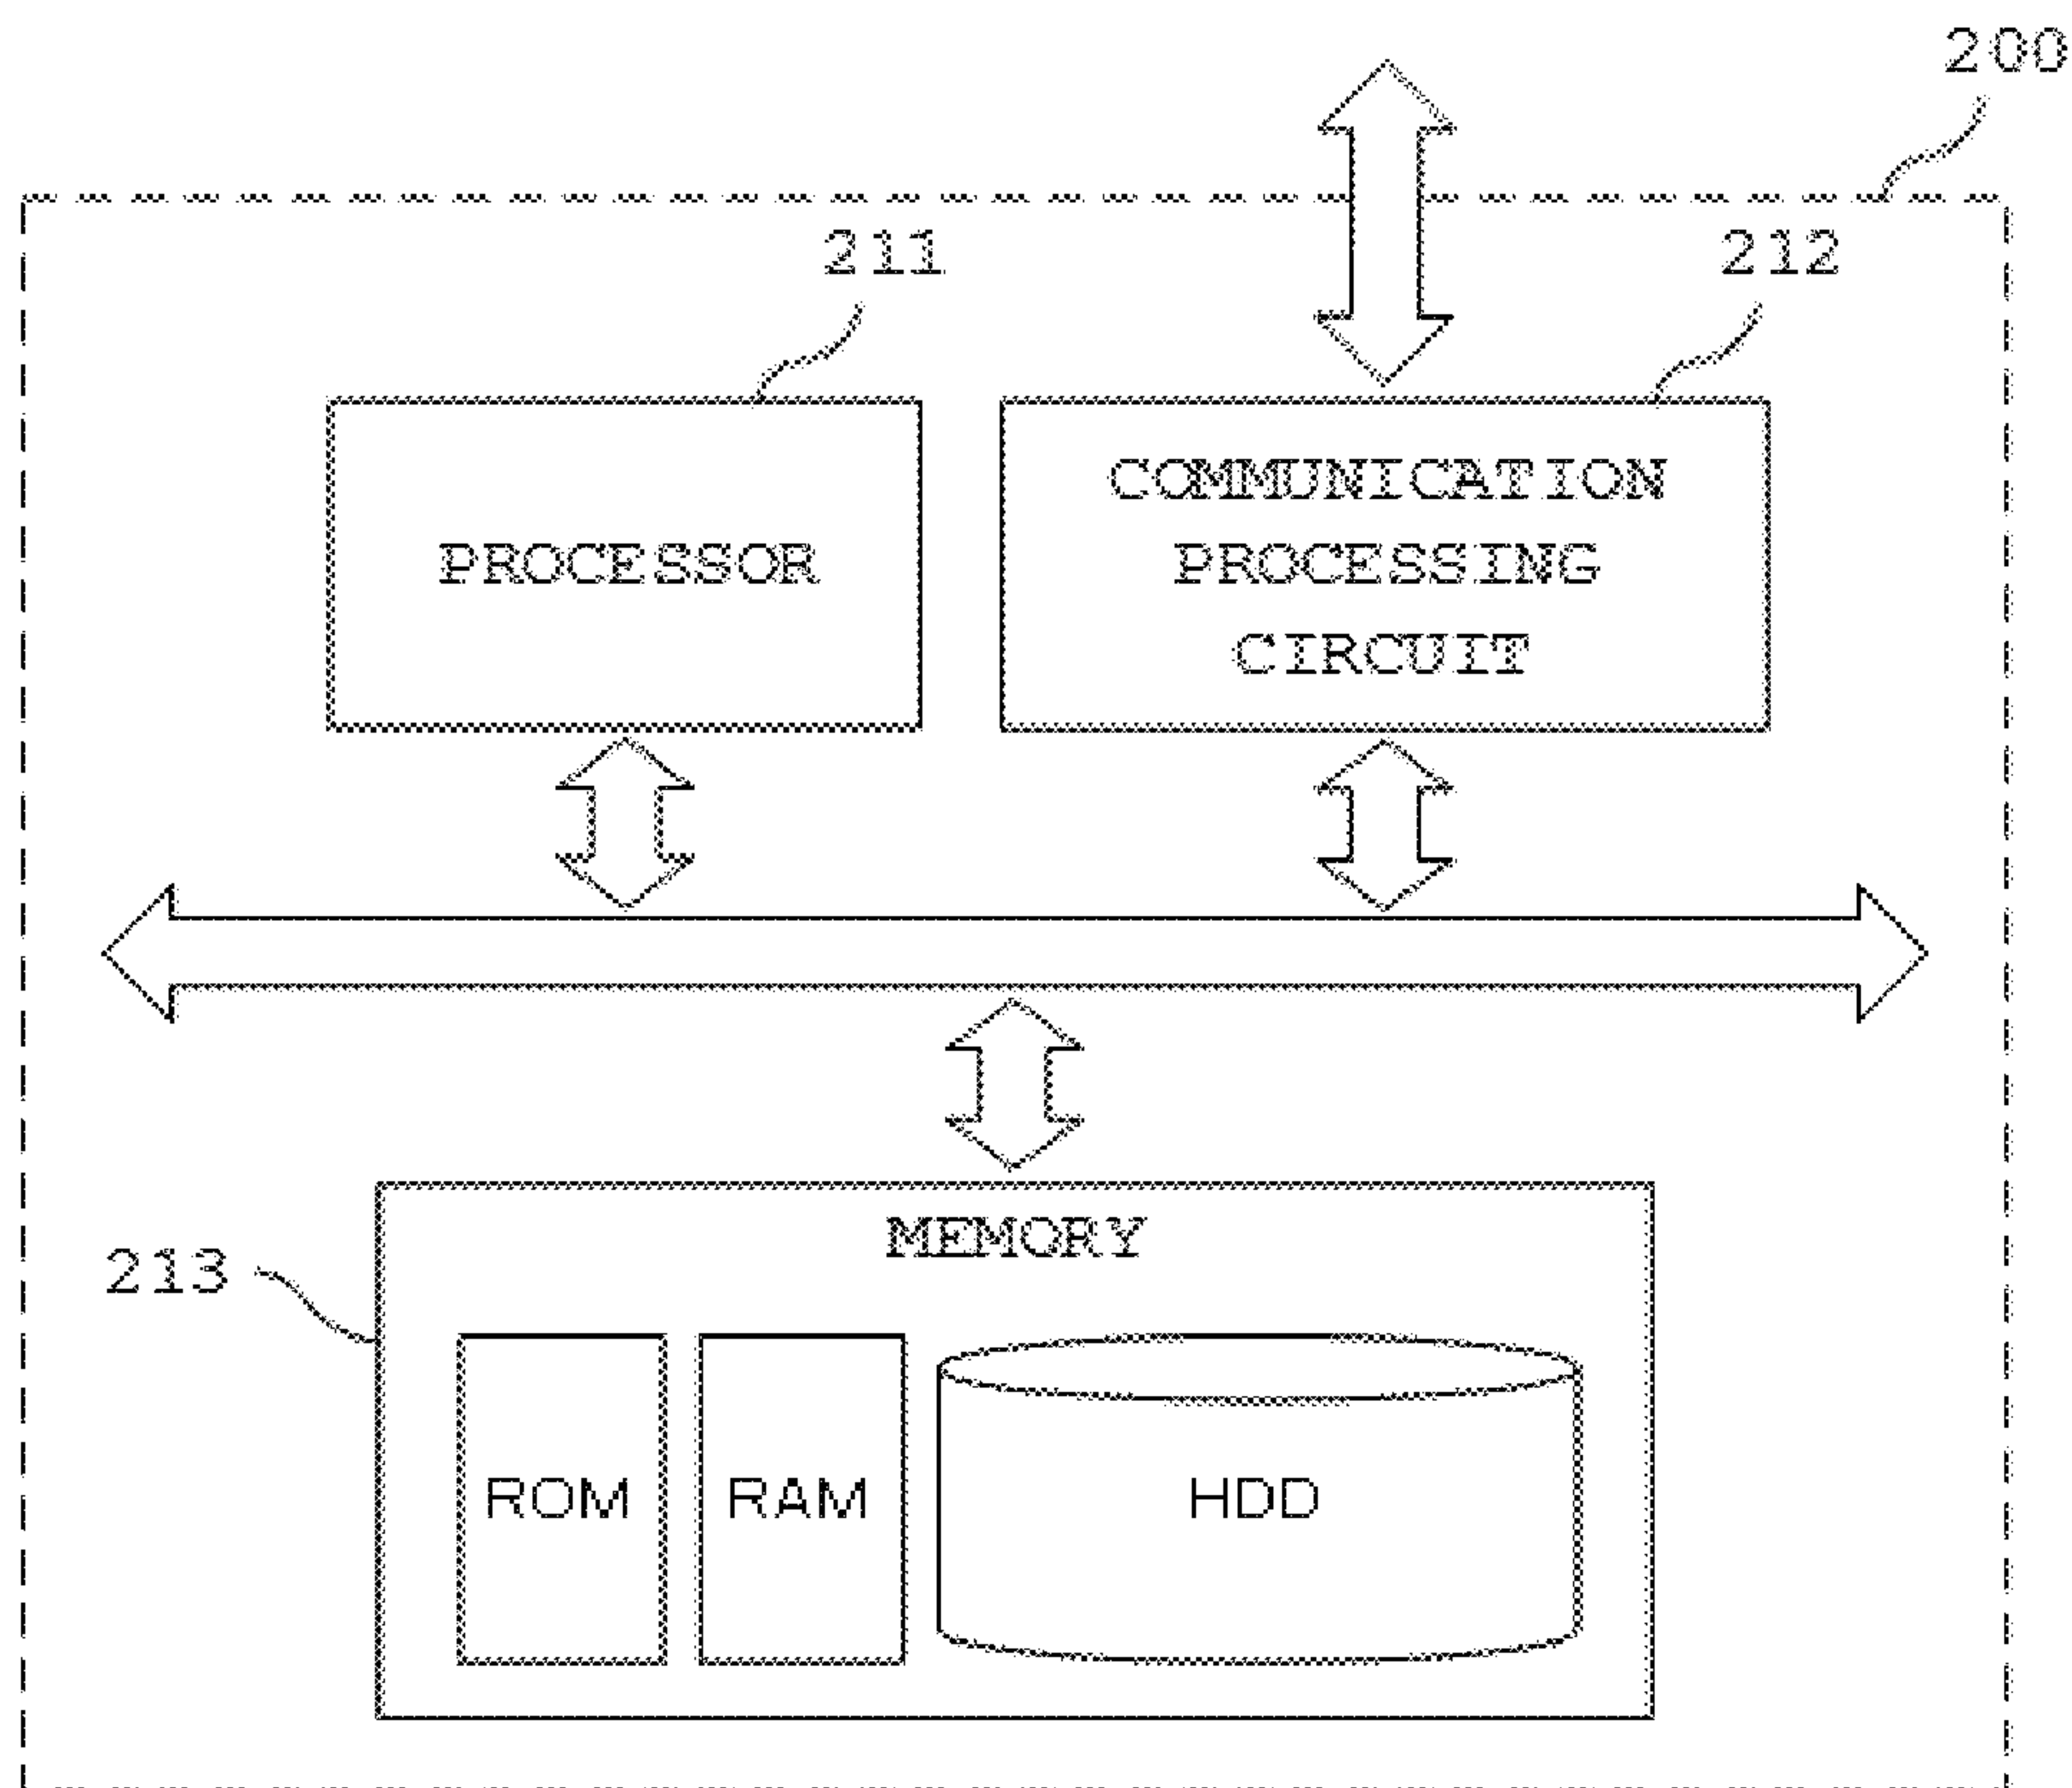 200
211
212
PROCESSOR
COMMUNICATION
PROCESSING
CIRCUIT
213
MEMORY
ROM
RAM
HDD